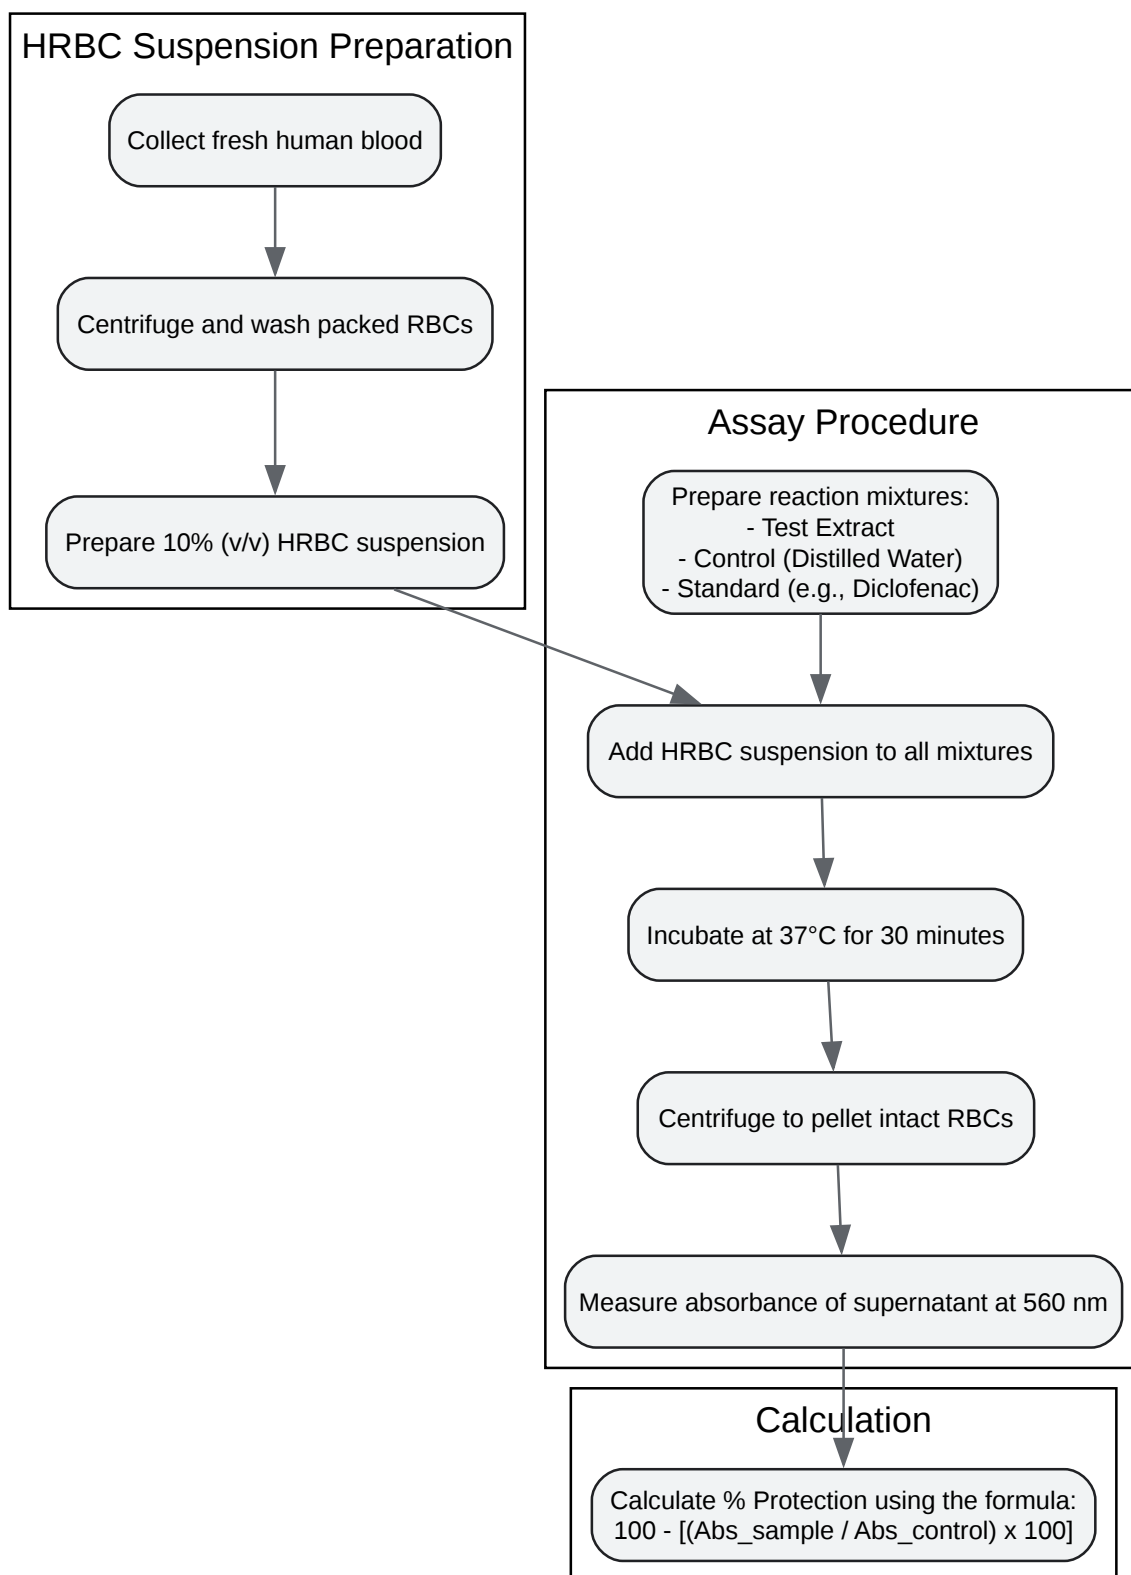 HRBC Suspension Preparation
Collect fresh human blood
Centrifuge and wash packed RBCs
Prepare 10% (v/v) HRBC suspension
Assay Procedure
Prepare reaction mixtures:
- Test Extract
- Control (Distilled Water)
- Standard (e.g., Diclofenac)
Add HRBC suspension to all mixtures
Incubate at 37°C for 30 minutes
Centrifuge to pellet intact RBCs
Measure absorbance of supernatant at 560 nm
Calculation
Calculate % Protection using the formula:
100 - [(Abs_sample / Abs_control) x 100]